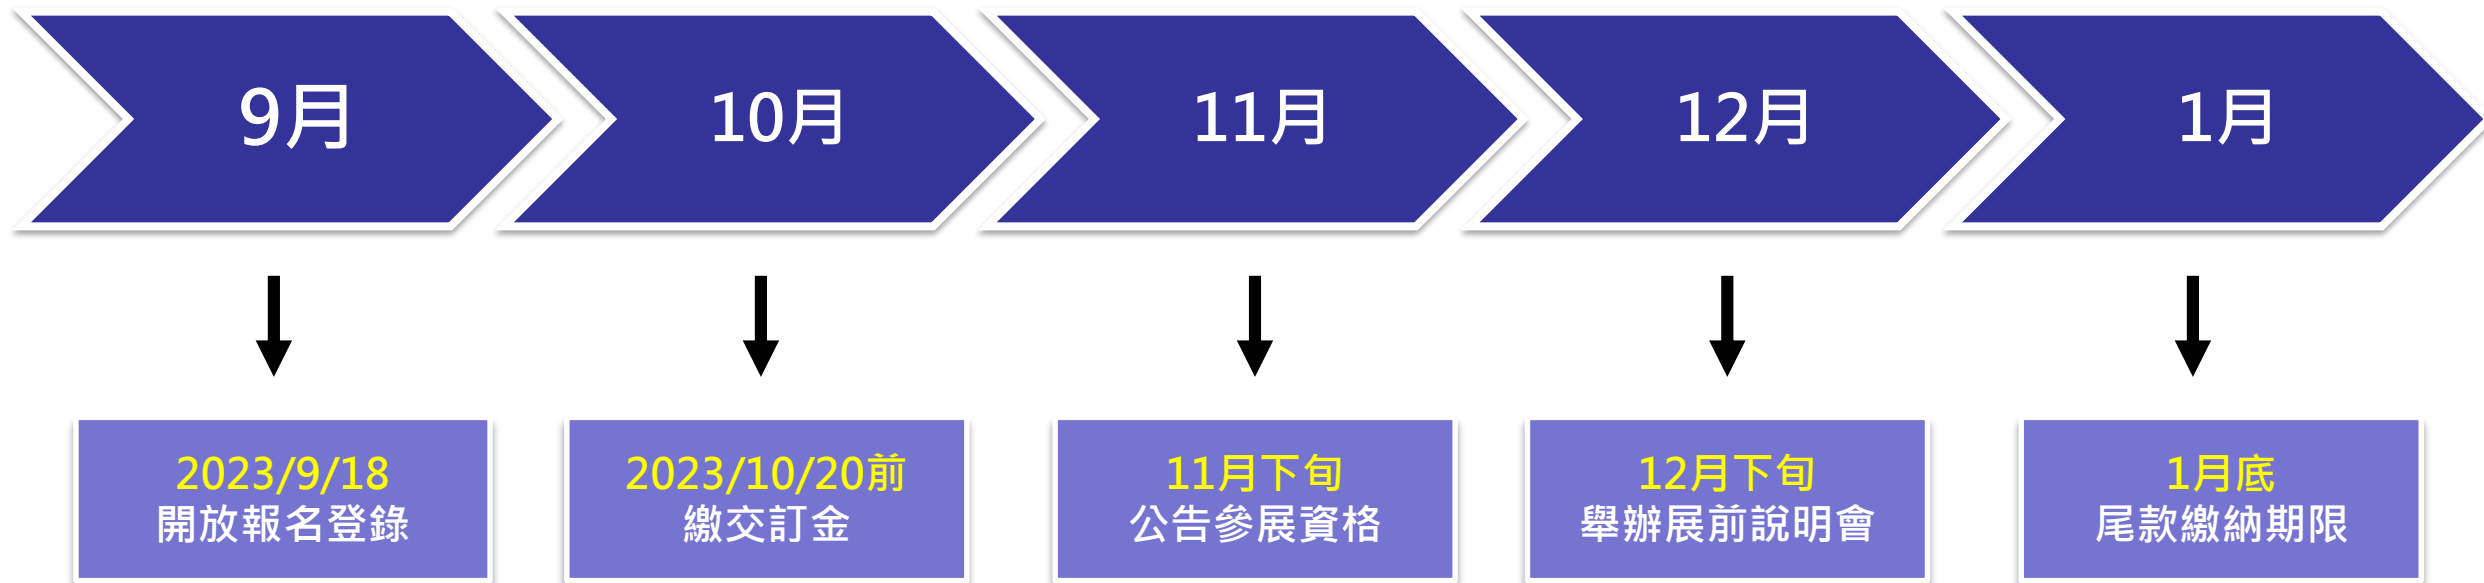 9月
10月
11月
12月
1月
2023/9/18
開放報名登錄
2023/10/20前
繳交訂金
11月下旬
公告參展資格
12月下旬
舉辦展前說明會
1月底
尾款繳納期限